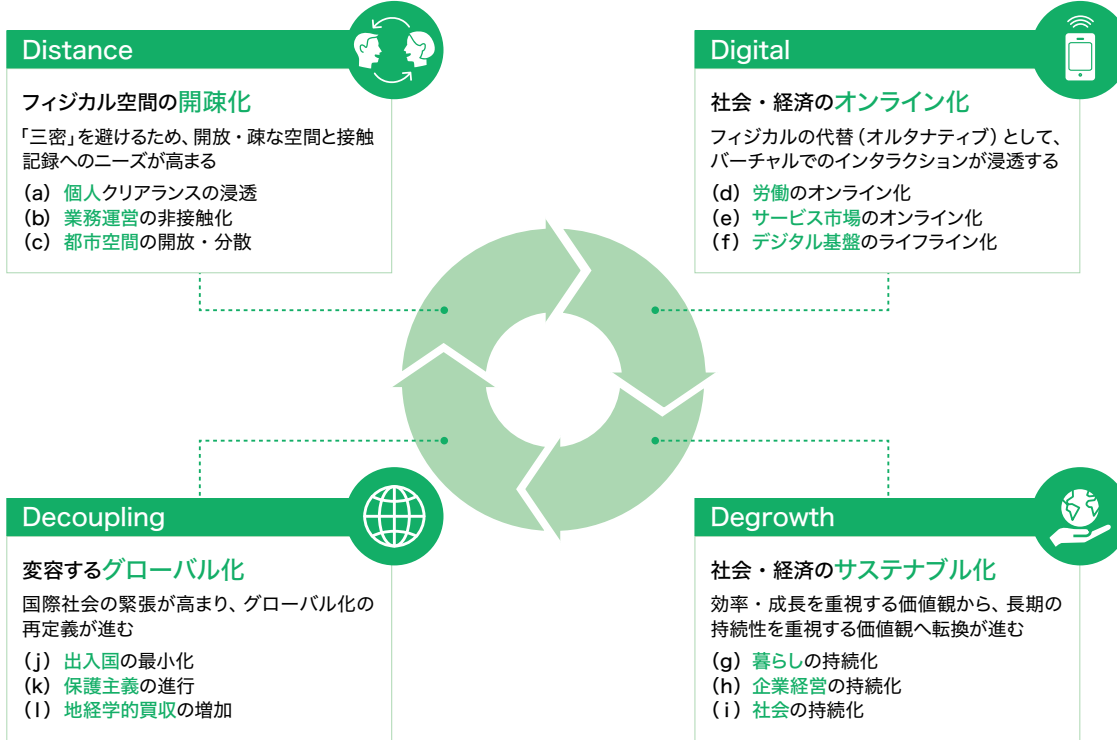 Distance
フィジカル空間の開疎化
「三密」を避けるため、開放・疎な空間と接触
記録へのニーズが高まる
(a) 個人クリアランスの浸透
(b) 業務運営の非接触化
(c) 都市空間の開放・分散
Digital
社会・経済のオンライン化
フィジカルの代替(オルタナティブ)として、
バーチャルでのインタラクションが浸透する
(d) 労働のオンライン化
(e) サービス市場のオンライン化
(f) デジタル基盤のライフライン化
Decoupling
変容するグローバル化
国際社会の緊張が高まり、グローバル化の
再定義が進む
(j) 出入国の最小化
(k) 保護主義の進行
(l) 地経学的買収の増加
Degrowth
社会・経済のサステナブル化
効率・成長を重視する価値観から、長期の
持続性を重視する価値観へ転換が進む
(g) 暮らしの持続化
(h) 企業経営の持続化
(i) 社会の持続化